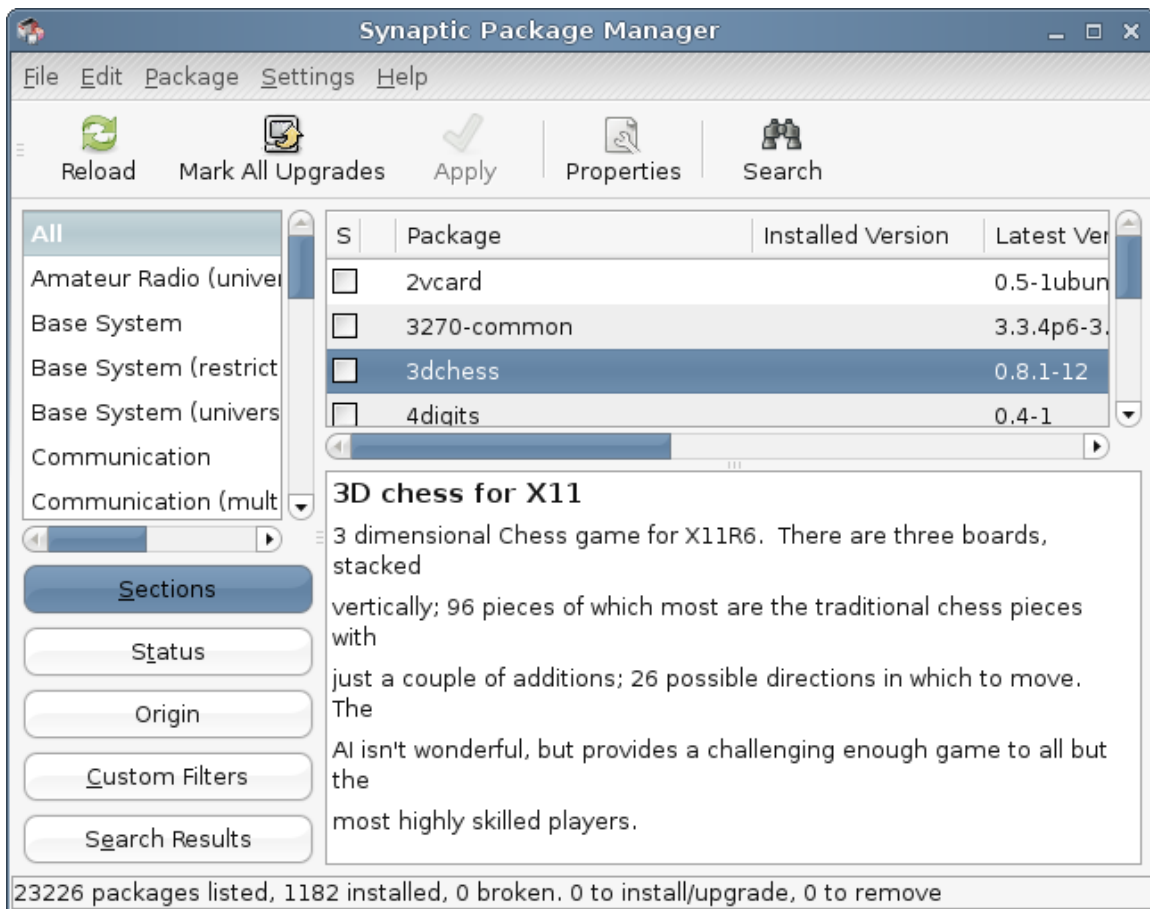 Synaptic Package Manager
File Edit Package Settings Help
Reload Mark All Upgrades Apply Properties Search
All
Amateur Radio (univer
Base System
Base System (restrict
Base System (univers
Communication
Communication (mult
S Package Installed Version Latest Ver
2vcard 0.5-1ubun
3270-common 3.3.4p6-3.
3dchess 0.8.1-12
4digits 0.4-1
3D chess for X11
3 dimensional Chess game for X11R6. There are three boards,
stacked
vertically; 96 pieces of which most are the traditional chess pieces
with
just a couple of additions; 26 possible directions in which to move.
The
AI isn't wonderful, but provides a challenging enough game to all but
the
most highly skilled players.
Sections
Status
Origin
Custom Filters
Search Results
23226 packages listed, 1182 installed, 0 broken. 0 to install/upgrade, 0 to remove